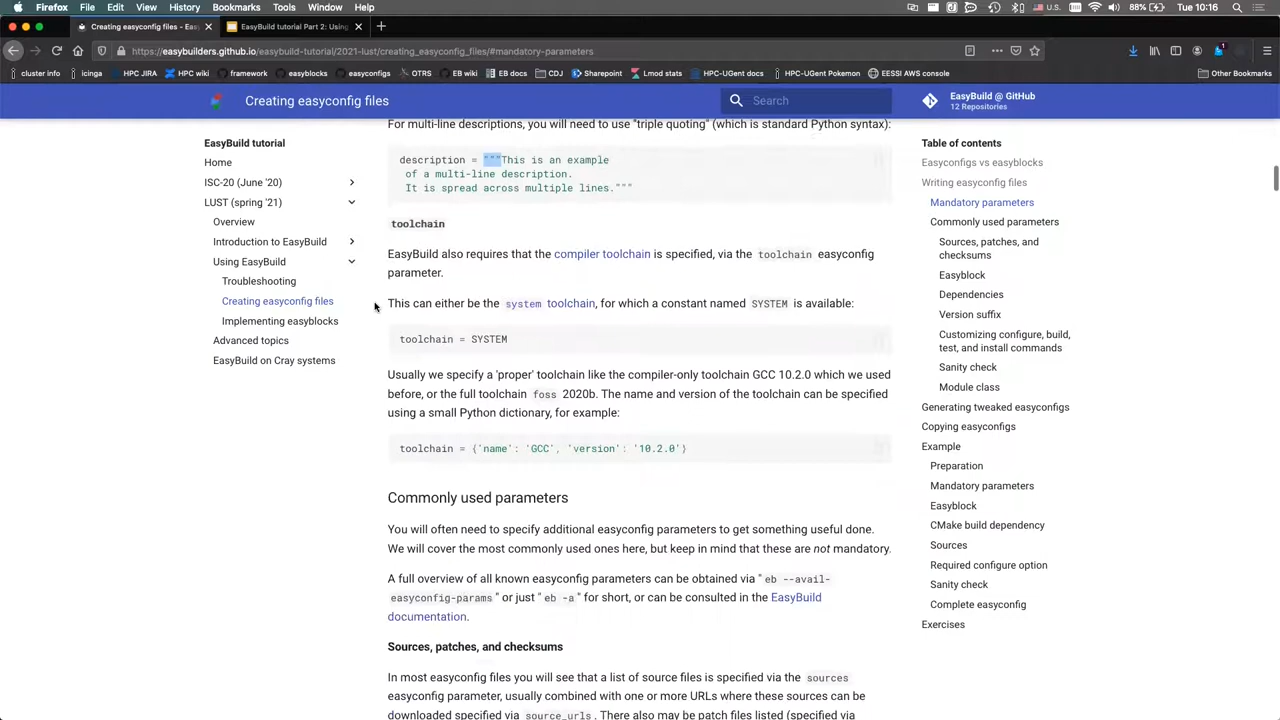 Firefox File Edit View History Bookmarks Tools Window Help
U.S. 88% Tue 10:16
Creating easyconfig files - Eas
EasyBuild tutorial Part 2: Using
https://easybuilders.github.io/easybuild-tutorial/2021-lust/creating_easyconfig_files/#mandatory-parameters
cluster info icinga HPC JIRA HPC wiki framework easyblocks easyconfigs OTRS EB wiki EB docs CDJ Sharepoint Lmod stats HPC-UGent docs HPC-UGent Pokemon EESSI AWS console Other Bookmarks
Creating easyconfig files
Search
EasyBuild @ GitHub
12 Repositories
EasyBuild tutorial
Home
ISC-20 (June '20)
LUST (spring '21)
Overview
Introduction to EasyBuild
Using EasyBuild
Troubleshooting
Creating easyconfig files
Implementing easyblocks
Advanced topics
EasyBuild on Cray systems
For multi-line descriptions, you will need to use "triple quoting" (which is standard Python syntax):
description = """This is an example
of a multi-line description.
It is spread across multiple lines."""
toolchain
EasyBuild also requires that the compiler toolchain is specified, via the toolchain easyconfig
parameter.
This can either be the system toolchain, for which a constant named SYSTEM is available:
toolchain = SYSTEM
Usually we specify a 'proper' toolchain like the compiler-only toolchain GCC 10.2.0 which we used
before, or the full toolchain foss 2020b. The name and version of the toolchain can be specified
using a small Python dictionary, for example:
toolchain = {'name': 'GCC', 'version': '10.2.0'}
Commonly used parameters
You will often need to specify additional easyconfig parameters to get something useful done.
We will cover the most commonly used ones here, but keep in mind that these are not mandatory.
A full overview of all known easyconfig parameters can be obtained via "eb --avail-
easyconfig-params" or just "eb -a" for short, or can be consulted in the EasyBuild
documentation.
Sources, patches, and checksums
In most easyconfig files you will see that a list of source files is specified via the sources
easyconfig parameter, usually combined with one or more URLs where these sources can be
downloaded specified via source_urls. There also may be patch files listed (specified via
Table of contents
Easyconfigs vs easyblocks
Writing easyconfig files
Mandatory parameters
Commonly used parameters
Sources, patches, and
checksums
Easyblock
Dependencies
Version suffix
Customizing configure, build,
test, and install commands
Sanity check
Module class
Generating tweaked easyconfigs
Copying easyconfigs
Example
Preparation
Mandatory parameters
Easyblock
CMake build dependency
Sources
Required configure option
Sanity check
Complete easyconfig
Exercises